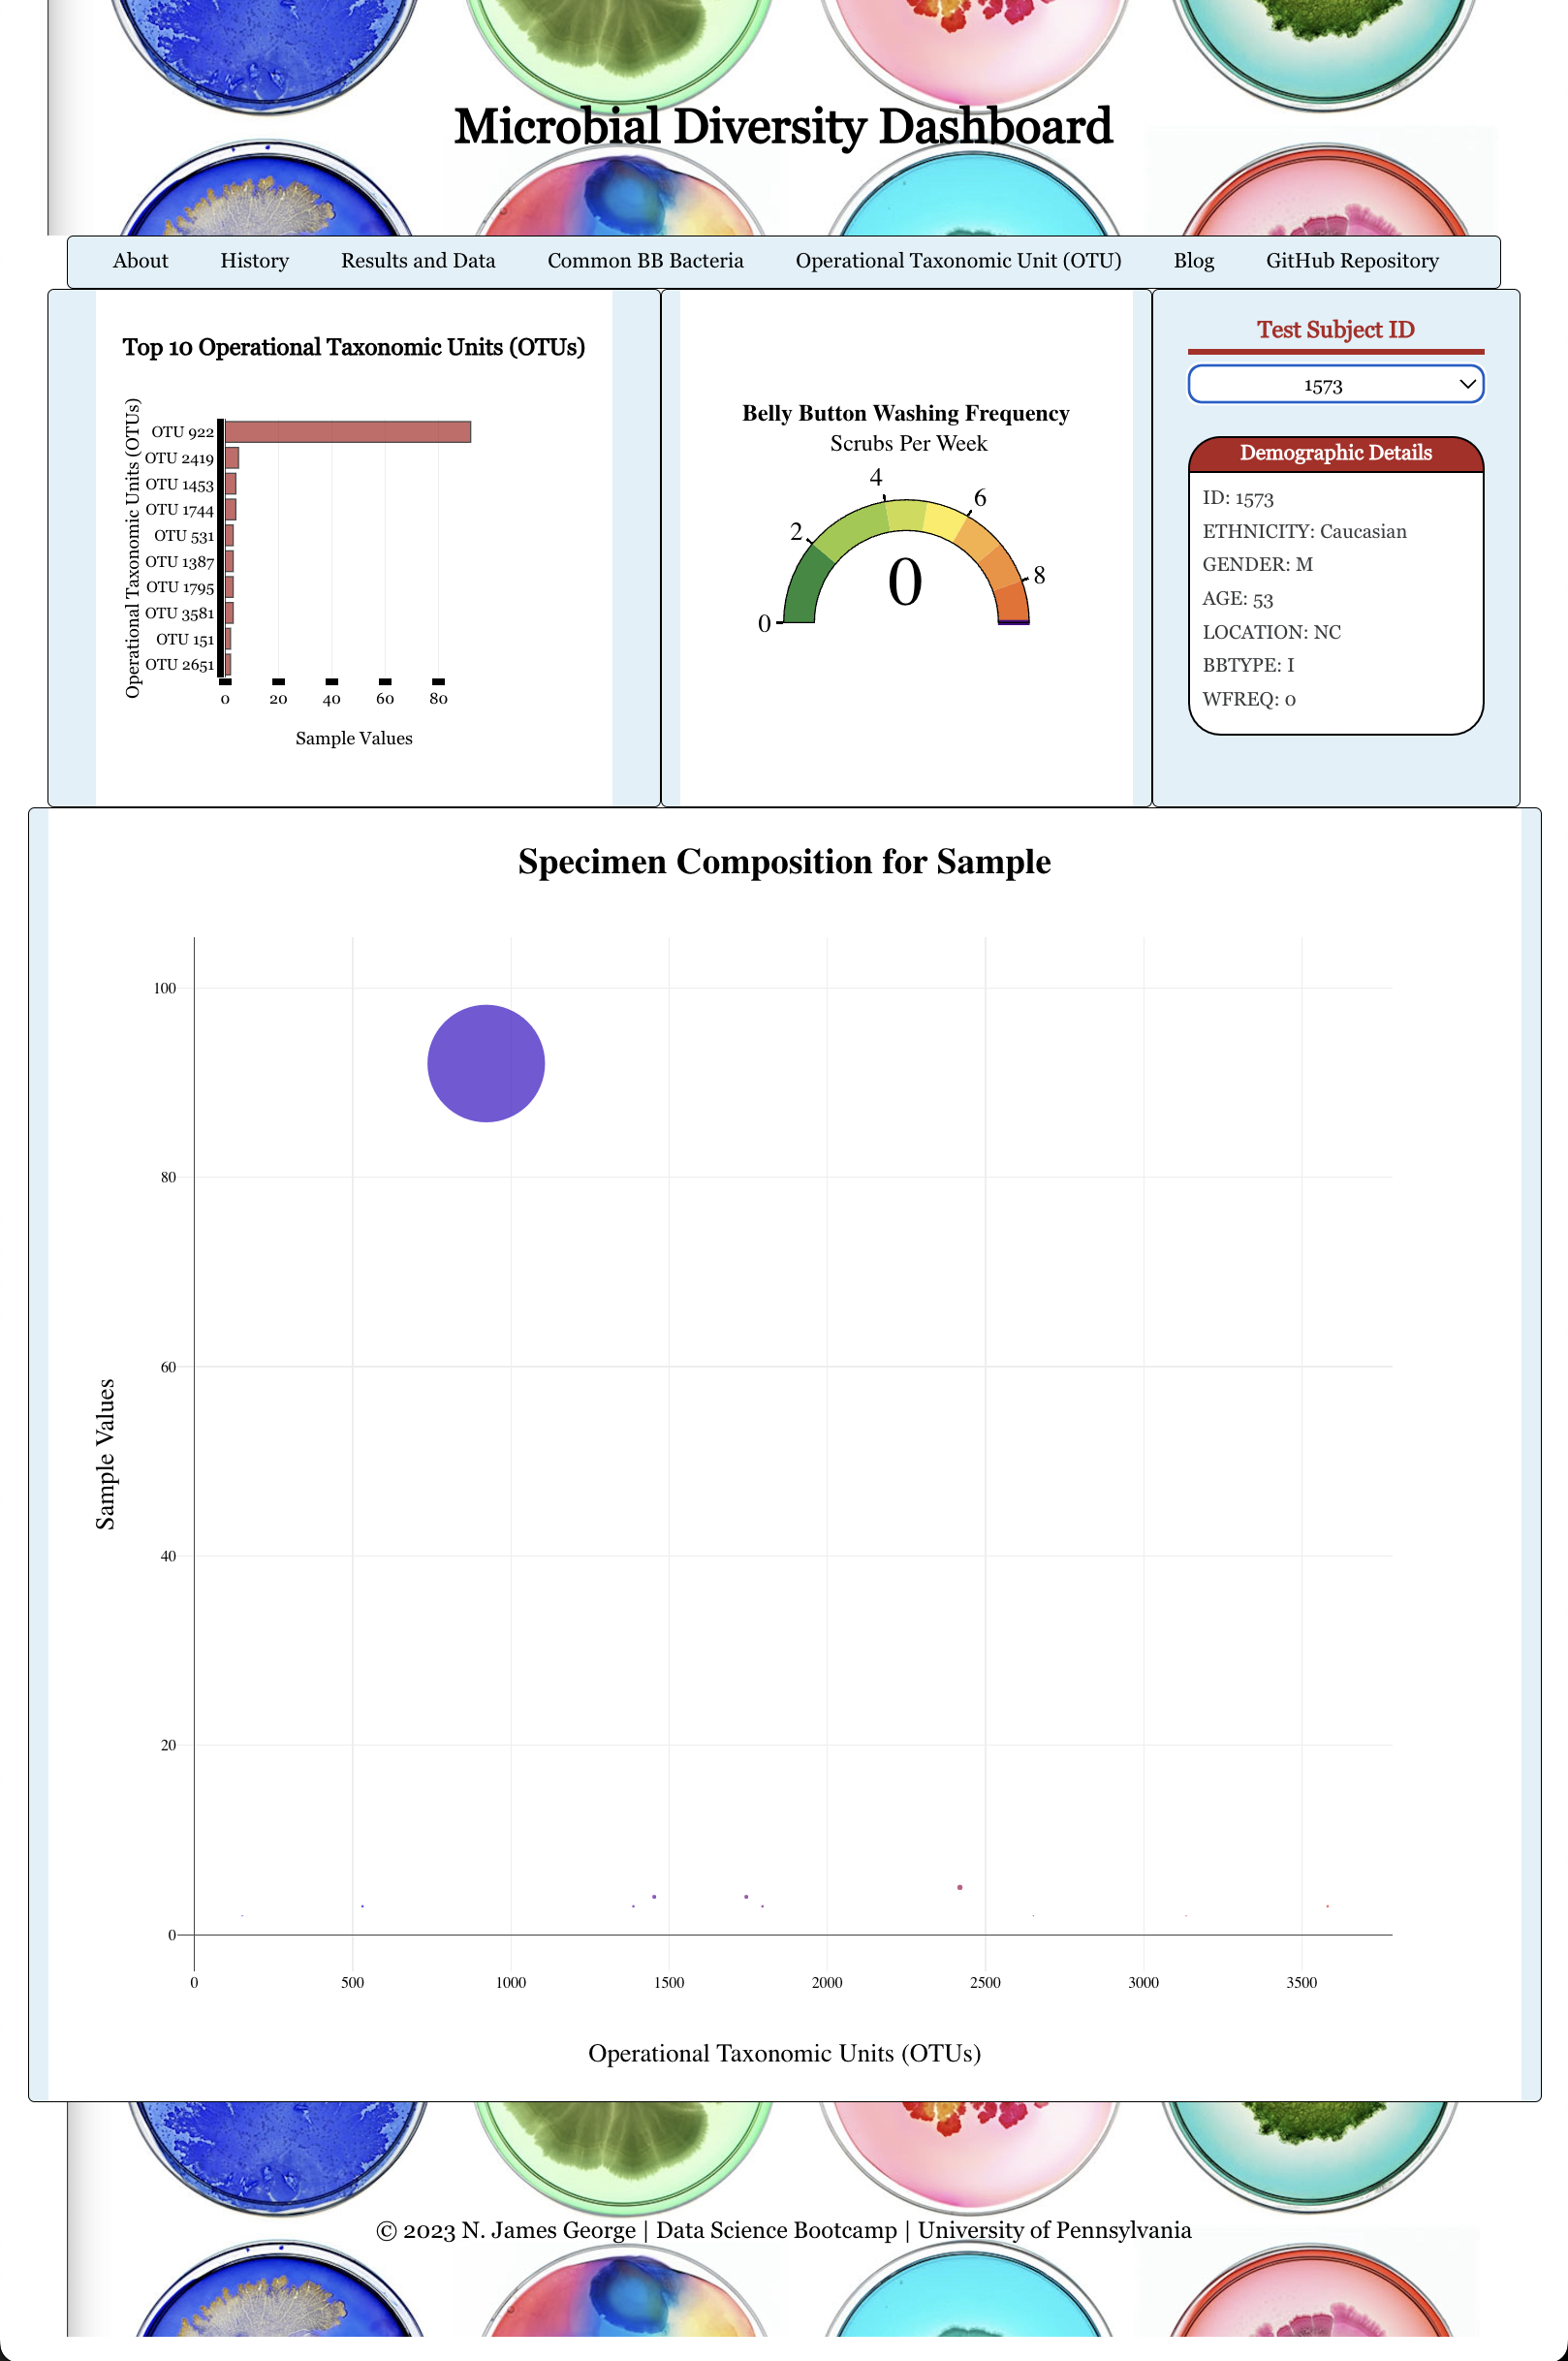 Microbial Diversity Dashboard
About
History
Results and Data
Common BB Bacteria
Operational Taxonomic Unit (OTU)
Blog
GitHub Repository
Top 10 Operational Taxonomic Units (OTUs)
Operational Taxonomic Units (OTUs)
OTU 922
OTU 2419
OTU 1453
OTU 1744
OTU 531
OTU 1387
OTU 1795
OTU 3581
OTU 151
OTU 2651
0 20 40 60 80
Sample Values
Belly Button Washing Frequency
Scrubs Per Week
0
2
4
6
8
0
Test Subject ID
1573
Demographic Details
ID: 1573
ETHNICITY: Caucasian
GENDER: M
AGE: 53
LOCATION: NC
BBTYPE: I
WFREQ: 0
Specimen Composition for Sample
Sample Values
100
80
60
40
20
0
0 500 1000 1500 2000 2500 3000 3500
Operational Taxonomic Units (OTUs)
© 2023 N. James George | Data Science Bootcamp | University of Pennsylvania